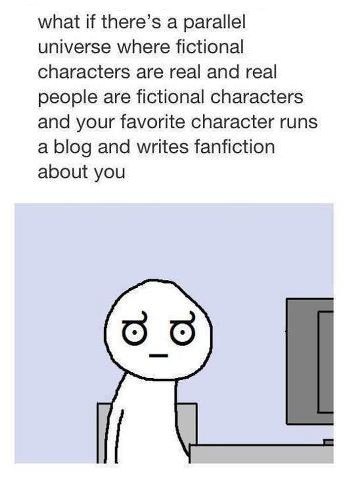 what if there's a parallel
universe where fictional
characters are real and real
people are fictional characters
and your favorite character runs
a blog and writes fanfiction
about you